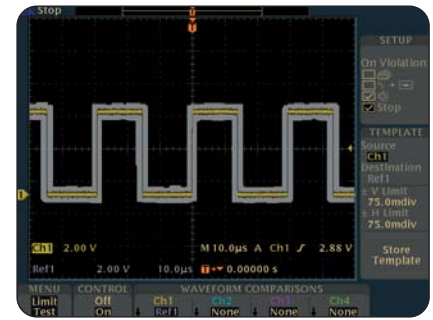 Stop
T
SETUP
On Violation
Stop
TEMPLATE
Source
Ch1
Destination
Ref1
± V Limit
75.0mdiv
± H Limit
75.0mdiv
Store
Template
1
Ch1 2.00 V M 10.0µs A Ch1 2.88 V
Ref1 2.00 V 10.0µs 0.00000 s
MENU CONTROL WAVEFORM COMPARISONS
Limit Test Off On Ch1 Ref1 Ch2 None Ch3 None Ch4 None